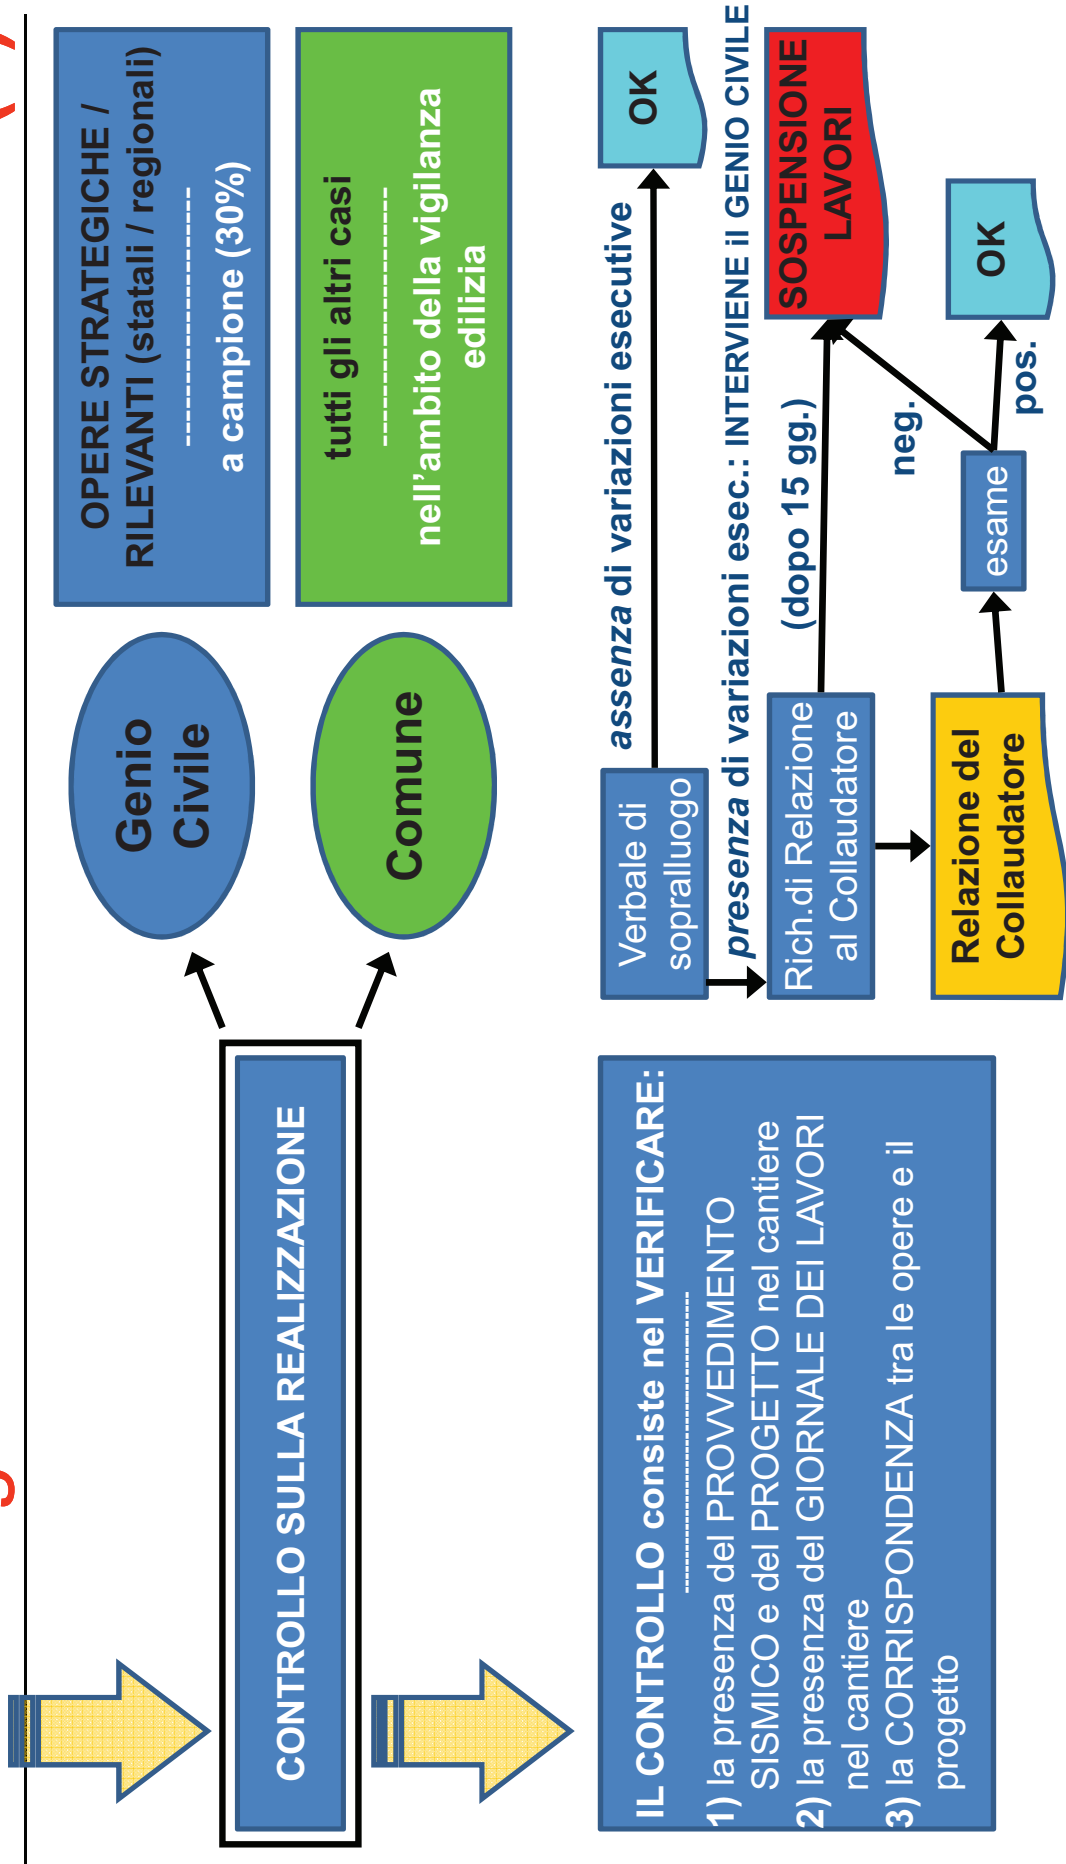 CONTROLLO SULLA REALIZZAZIONE
Genio
Civile
OPERE STRATEGICHE /
RILEVANTI (statali / regionali)
a campione (30%)
Comune
tutti gli altri casi
nell'ambito della vigilanza
edilizia
IL CONTROLLO consiste nel VERIFICARE:
1) la presenza del PROVVEDIMENTO
SISMICO e del PROGETTO nel cantiere
2) la presenza del GIORNALE DEI LAVORI
nel cantiere
3) la CORRISPONDENZA tra le opere e il
progetto
Verbale di
sopralluogo
assenza di variazioni esecutive
OK
presenza di variazioni esec.: INTERVIENE il GENIO CIVILE
Rich.di Relazione
al Collaudatore
(dopo 15 gg.)
SOSPENSIONE
LAVORI
Relazione del
Collaudatore
esame
neg.
pos.
OK